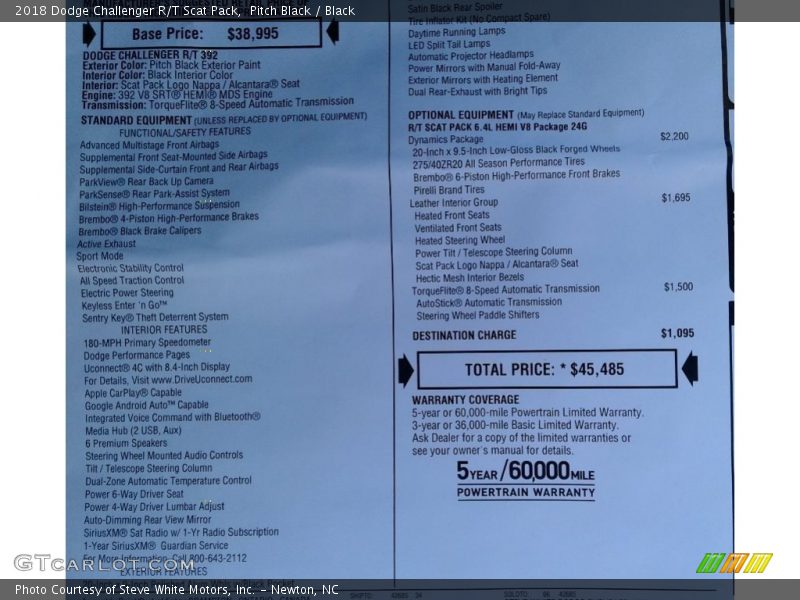 2018 Dodge Challenger R/T Scat Pack, Pitch Black / Black
MANUFACTURER'S SUGGESTED RETAIL PRICE OF
Base Price: $38,995
DODGE CHALLENGER R/T 392
Exterior Color: Pitch Black Exterior Paint
Interior Color: Black Interior Color
Interior: Scat Pack Logo Nappa / Alcantara® Seat
Engine: 392 V8 SRT® HEMI® MDS Engine
Transmission: TorqueFlite® 8-Speed Automatic Transmission
STANDARD EQUIPMENT (UNLESS REPLACED BY OPTIONAL EQUIPMENT)
FUNCTIONAL/SAFETY FEATURES
Advanced Multistage Front Airbags
Supplemental Front Seat-Mounted Side Airbags
Supplemental Side-Curtain Front and Rear Airbags
ParkView® Rear Back Up Camera
ParkSense® Rear Park-Assist System
Bilstein® High-Performance Suspension
Brembo® 4-Piston High-Performance Brakes
Brembo® Black Brake Calipers
Active Exhaust
Sport Mode
Electronic Stability Control
All Speed Traction Control
Electric Power Steering
Keyless Enter 'n Go™
Sentry Key® Theft Deterrent System
INTERIOR FEATURES
180-MPH Primary Speedometer
Dodge Performance Pages
Uconnect® 4C with 8.4-Inch Display
For Details, Visit www.DriveUconnect.com
Apple CarPlay® Capable
Google Android Auto™ Capable
Integrated Voice Command with Bluetooth®
Media Hub (2 USB, Aux)
6 Premium Speakers
Steering Wheel Mounted Audio Controls
Tilt / Telescope Steering Column
Dual-Zone Automatic Temperature Control
Power 6-Way Driver Seat
Power 4-Way Driver Lumbar Adjust
Auto-Dimming Rear View Mirror
SiriusXM® Sat Radio w/ 1-Yr Radio Subscription
1-Year SiriusXM® Guardian Service
For More Information, Call 800-643-2112
EXTERIOR FEATURES
Satin Black Rear Spoiler
Tire Inflator Kit (No Compact Spare)
Daytime Running Lamps
LED Split Tail Lamps
Automatic Projector Headlamps
Power Mirrors with Manual Fold-Away
Exterior Mirrors with Heating Element
Dual Rear-Exhaust with Bright Tips
OPTIONAL EQUIPMENT (May Replace Standard Equipment)
R/T SCAT PACK 6.4L HEMI V8 Package 24G
Dynamics Package $2,200
20-Inch x 9.5-Inch Low-Gloss Black Forged Wheels
275/40ZR20 All Season Performance Tires
Brembo® 6-Piston High-Performance Front Brakes
Pirelli Brand Tires
Leather Interior Group $1,695
Heated Front Seats
Ventilated Front Seats
Heated Steering Wheel
Power Tilt / Telescope Steering Column
Scat Pack Logo Nappa / Alcantara® Seat
Hectic Mesh Interior Bezels
TorqueFlite® 8-Speed Automatic Transmission $1,500
AutoStick® Automatic Transmission
Steering Wheel Paddle Shifters
DESTINATION CHARGE $1,095
TOTAL PRICE: * $45,485
WARRANTY COVERAGE
5-year or 60,000-mile Powertrain Limited Warranty.
3-year or 36,000-mile Basic Limited Warranty.
Ask Dealer for a copy of the limited warranties or
see your owner's manual for details.
5YEAR/60,000MILE
POWERTRAIN WARRANTY
GTCARLOT.COM
Photo Courtesy of Steve White Motors, Inc. – Newton, NC